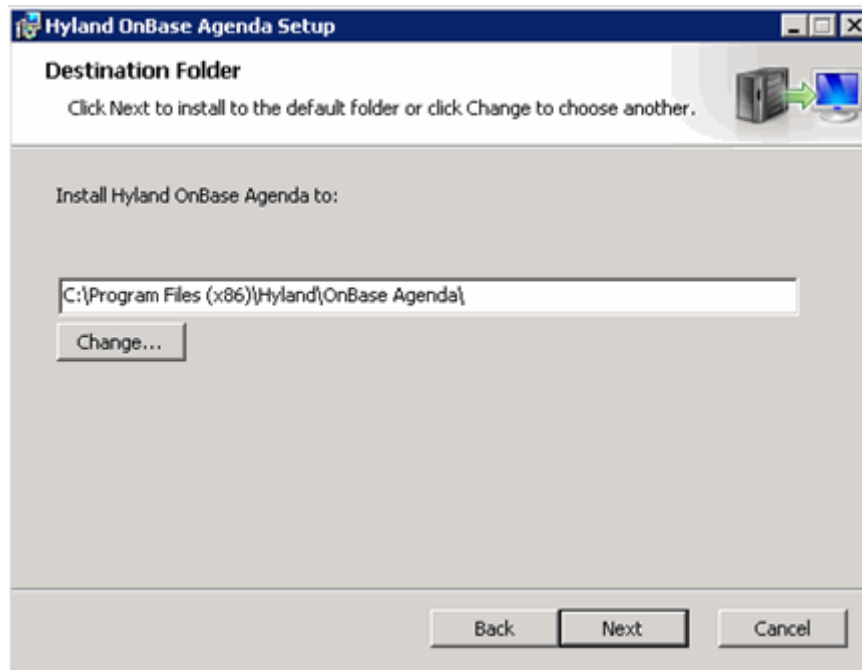 Hyland OnBase Agenda Setup
Destination Folder
Click Next to install to the default folder or click Change to choose another.
Install Hyland OnBase Agenda to:
C:\Program Files (x86)\Hyland\OnBase Agenda\
Change...
Back Next Cancel